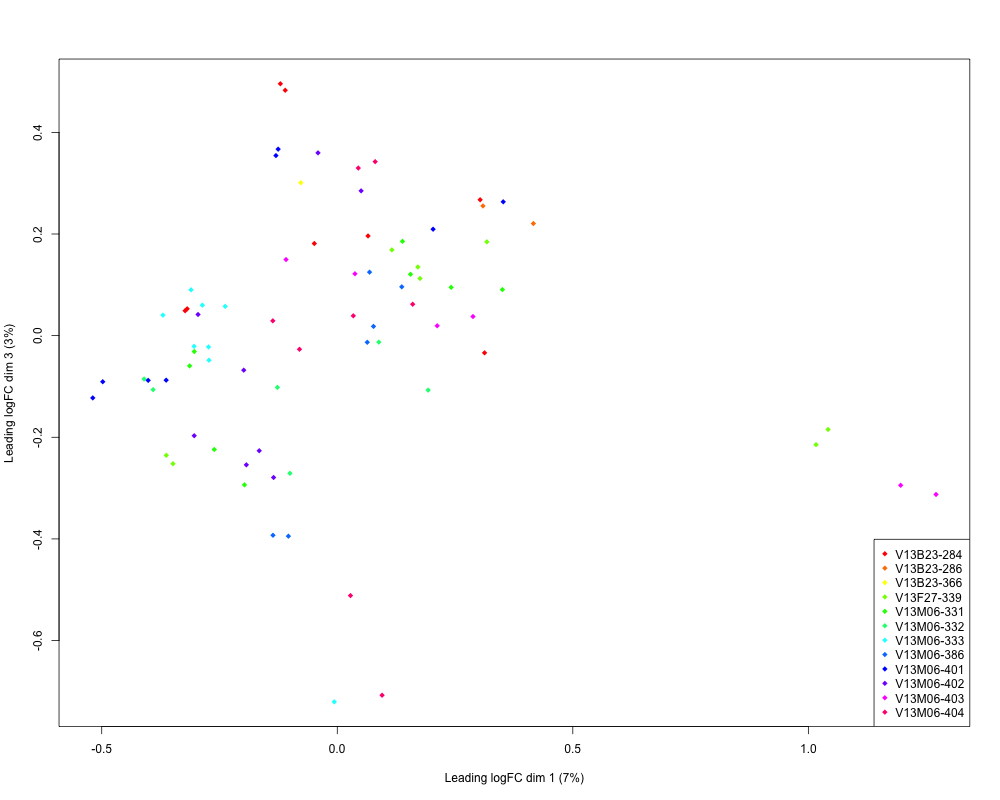 0.4
0.2
0.0
-0.2
-0.4
-0.6
Leading logFC dim 3 (3%)
V13B23-284
V13B23-286
V13B23-366
V13F27-339
V13M06-331
V13M06-332
V13M06-333
V13M06-386
V13M06-401
V13M06-402
V13M06-403
V13M06-404
-0.5 0.0 0.5 1.0
Leading logFC dim 1 (7%)